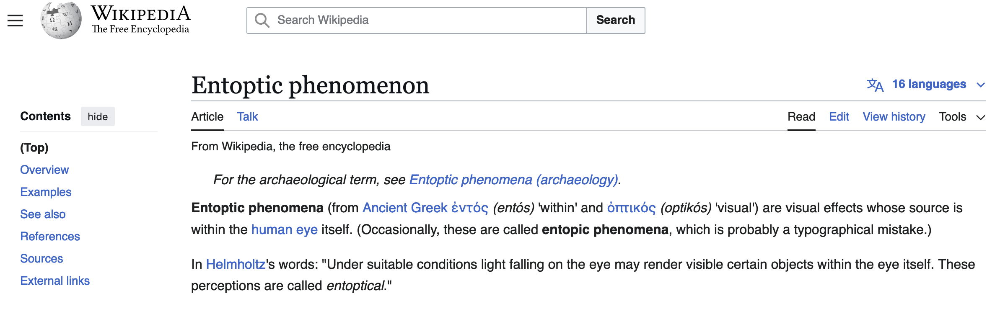 WIKIPEDIA
The Free Encyclopedia
Search Wikipedia
Search
Entoptic phenomenon
16 languages
Contents hide
(Top)
Overview
Examples
See also
References
Sources
External links
Article Talk
Read Edit View history Tools
From Wikipedia, the free encyclopedia
For the archaeological term, see Entoptic phenomena (archaeology).
Entoptic phenomena (from Ancient Greek ἐντός (entós) 'within' and ὀπτικός (optikós) 'visual') are visual effects whose source is
within the human eye itself. (Occasionally, these are called entopic phenomena, which is probably a typographical mistake.)
In Helmholtz's words: "Under suitable conditions light falling on the eye may render visible certain objects within the eye itself. These
perceptions are called entoptical."